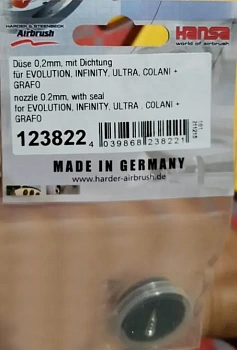 HARDER & STEENBECK
Airbrush
Hansa
world of airbrush
Düse 0,2mm, mit Dichtung
für EVOLUTION, INFINITY, ULTRA, COLANI +
GRAFO
nozzle 0.2mm, with seal
for EVOLUTION, INFINITY, ULTRA , COLANI +
GRAFO
123822
4 039868 238221
MADE IN GERMANY
www.harder-airbrush.de